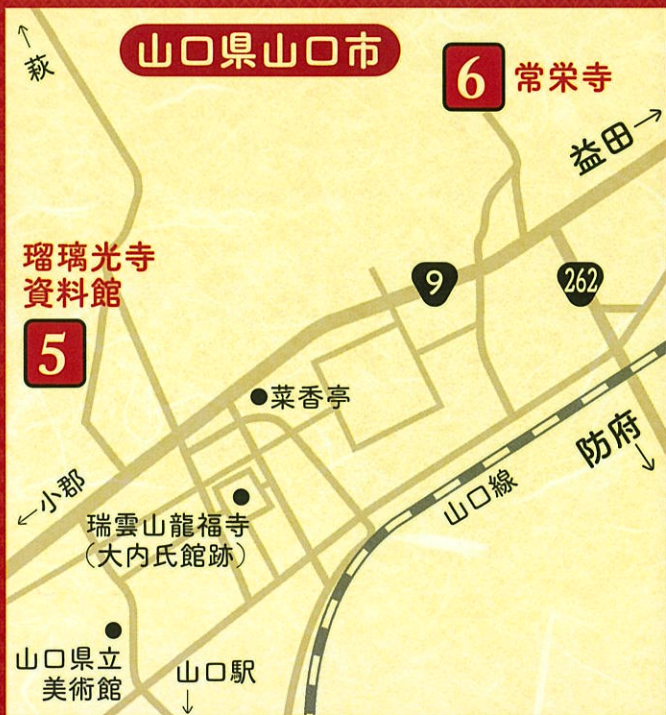 山口県山口市
↑
萩
6 常栄寺
益田→
瑠璃光寺
資料館
5
9
262
菜香亭
←小郡
防府
↓
山口線
瑞雲山龍福寺
（大内氏館跡）
山口県立
美術館
山口駅
↓